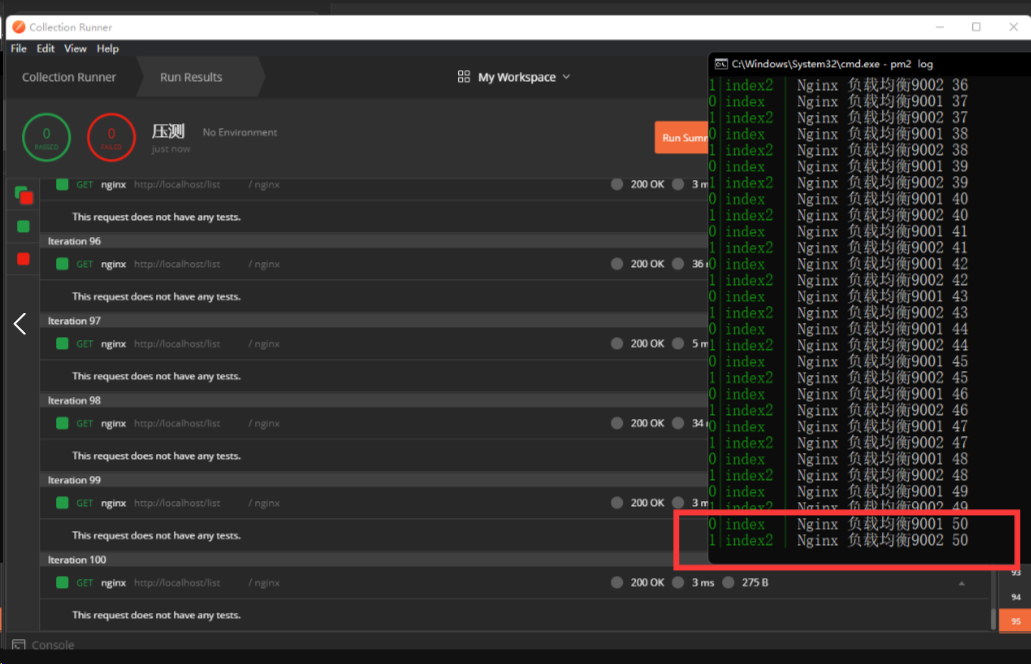 Collection Runner
File Edit View Help
Collection Runner Run Results My Workspace
0 PASSED 0 FAILED 压测 No Environment
just now
Run Summ
GET nginx http://localhost/list / nginx 200 OK 3 m
This request does not have any tests.
Iteration 96
GET nginx http://localhost/list / nginx 200 OK 36
This request does not have any tests.
Iteration 97
GET nginx http://localhost/list / nginx 200 OK 5 m
This request does not have any tests.
Iteration 98
GET nginx http://localhost/list / nginx 200 OK 34
This request does not have any tests.
Iteration 99
GET nginx http://localhost/list / nginx 200 OK 3 m
This request does not have any tests.
Iteration 100
GET nginx http://localhost/list / nginx 200 OK 3 ms 275 B
This request does not have any tests.
Console
C:\Windows\System32\cmd.exe - pm2 log
1 index2 Nginx 负载均衡9002 36
0 index Nginx 负载均衡9001 37
1 index2 Nginx 负载均衡9002 37
0 index Nginx 负载均衡9001 38
1 index2 Nginx 负载均衡9002 38
0 index Nginx 负载均衡9001 39
1 index2 Nginx 负载均衡9002 39
0 index Nginx 负载均衡9001 40
1 index2 Nginx 负载均衡9002 40
0 index Nginx 负载均衡9001 41
1 index2 Nginx 负载均衡9002 41
0 index Nginx 负载均衡9001 42
1 index2 Nginx 负载均衡9002 42
0 index Nginx 负载均衡9001 43
1 index2 Nginx 负载均衡9002 43
0 index Nginx 负载均衡9001 44
1 index2 Nginx 负载均衡9002 44
0 index Nginx 负载均衡9001 45
1 index2 Nginx 负载均衡9002 45
0 index Nginx 负载均衡9001 46
1 index2 Nginx 负载均衡9002 46
0 index Nginx 负载均衡9001 47
1 index2 Nginx 负载均衡9002 47
0 index Nginx 负载均衡9001 48
1 index2 Nginx 负载均衡9002 48
0 index Nginx 负载均衡9001 49
1 index2 Nginx 负载均衡9002 49
0 index Nginx 负载均衡9001 50
1 index2 Nginx 负载均衡9002 50
93
94
95